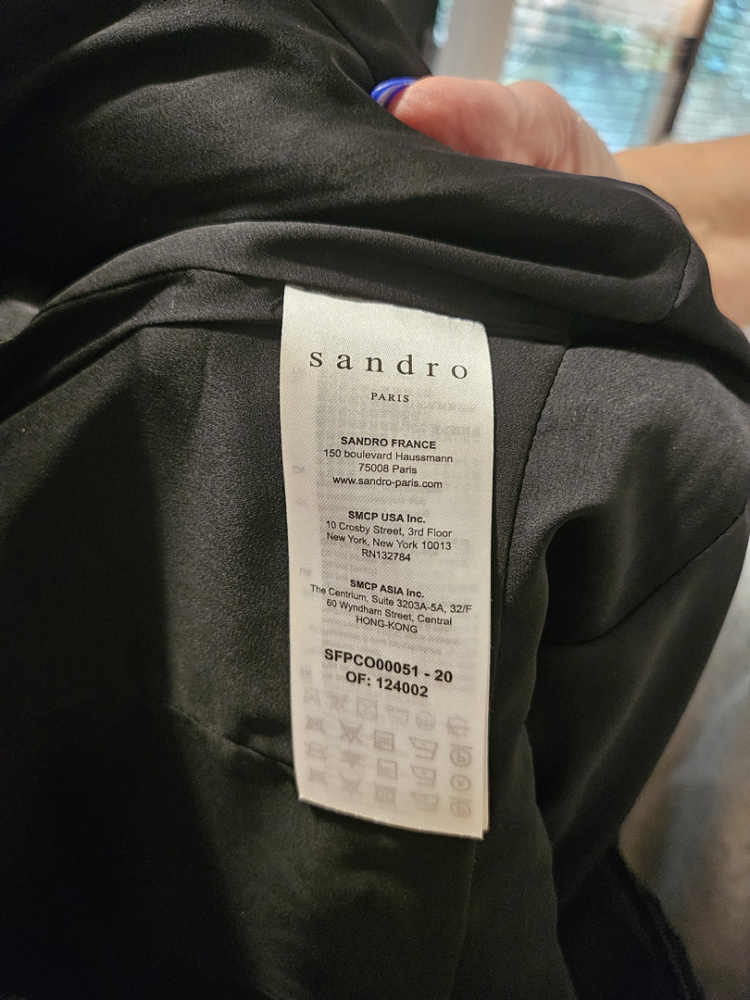 sandro
PARIS
SANDRO FRANCE
150 boulevard Haussmann
75008 Paris
www.sandro-paris.com
SMCP USA Inc.
10 Crosby Street, 3rd Floor
New York, New York 10013
RN132784
SMCP ASIA Inc.
The Centrium, Suite 3203A-5A, 32/F
60 Wyndham Street, Central
HONG-KONG
SFPCO00051 - 20
OF: 124002